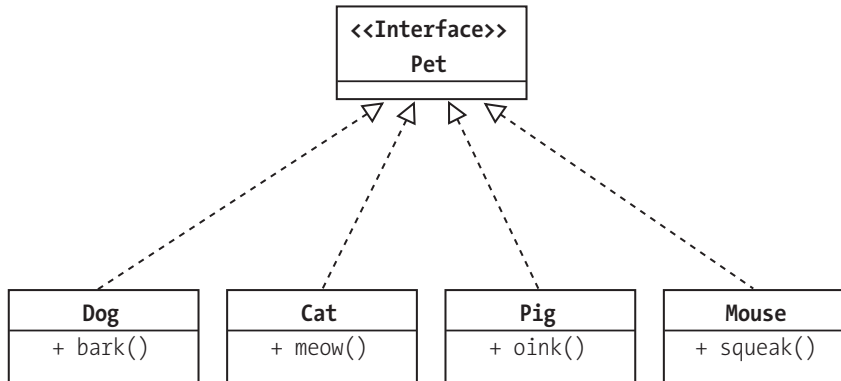 <<Interface>>
Pet
Dog
+ bark()
Cat
+ meow()
Pig
+ oink()
Mouse
+ squeak()